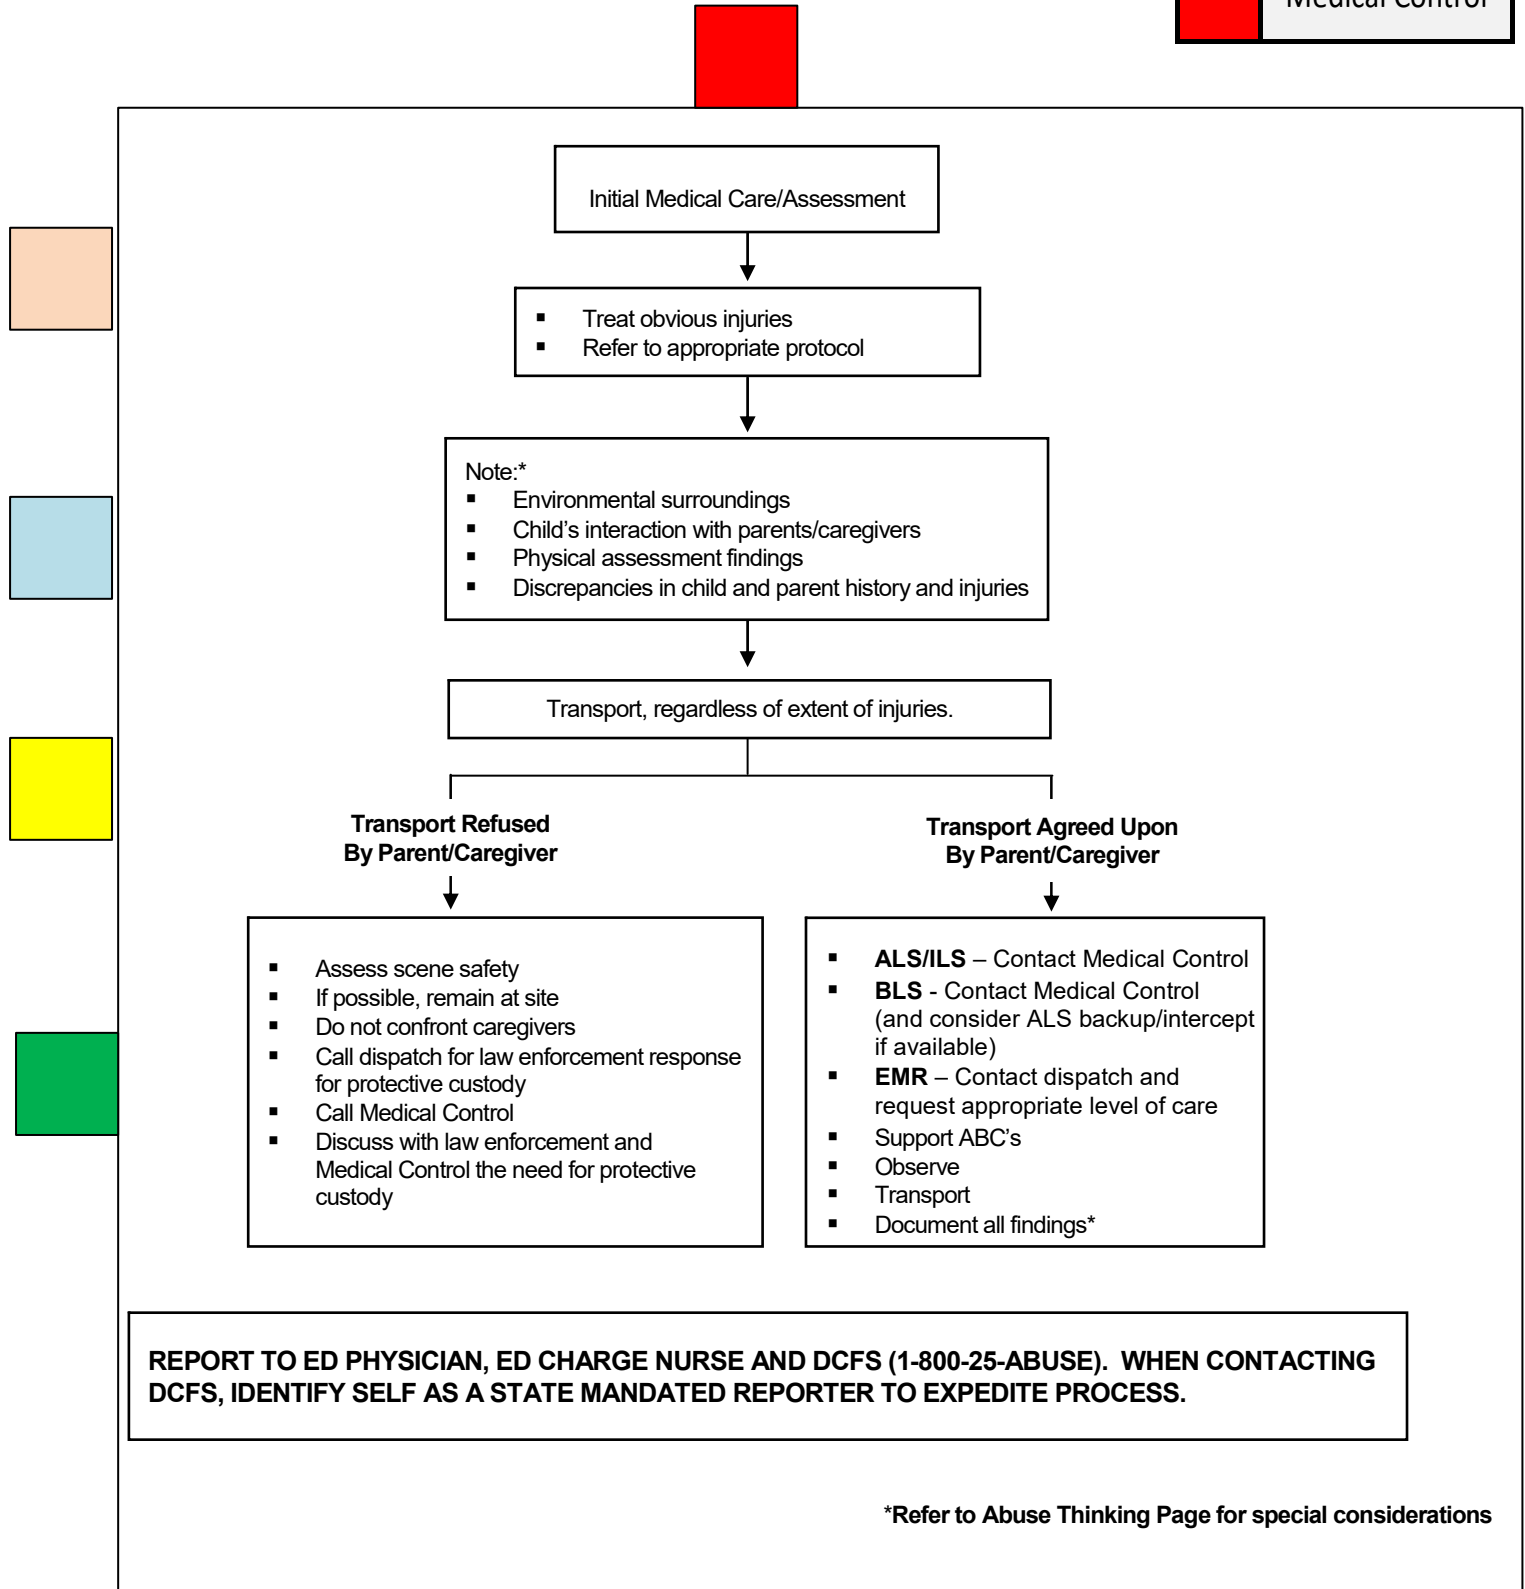 Medical Control
Initial Medical Care/Assessment
▪ Treat obvious injuries
▪ Refer to appropriate protocol
Note:*
▪ Environmental surroundings
▪ Child’s interaction with parents/caregivers
▪ Physical assessment findings
▪ Discrepancies in child and parent history and injuries
Transport, regardless of extent of injuries.
Transport Refused
By Parent/Caregiver
▪ Assess scene safety
▪ If possible, remain at site
▪ Do not confront caregivers
▪ Call dispatch for law enforcement response
for protective custody
▪ Call Medical Control
▪ Discuss with law enforcement and
Medical Control the need for protective
custody
Transport Agreed Upon
By Parent/Caregiver
▪ ALS/ILS – Contact Medical Control
▪ BLS - Contact Medical Control
(and consider ALS backup/intercept
if available)
▪ EMR – Contact dispatch and
request appropriate level of care
▪ Support ABC’s
▪ Observe
▪ Transport
▪ Document all findings*
REPORT TO ED PHYSICIAN, ED CHARGE NURSE AND DCFS (1-800-25-ABUSE). WHEN CONTACTING
DCFS, IDENTIFY SELF AS A STATE MANDATED REPORTER TO EXPEDITE PROCESS.
*Refer to Abuse Thinking Page for special considerations